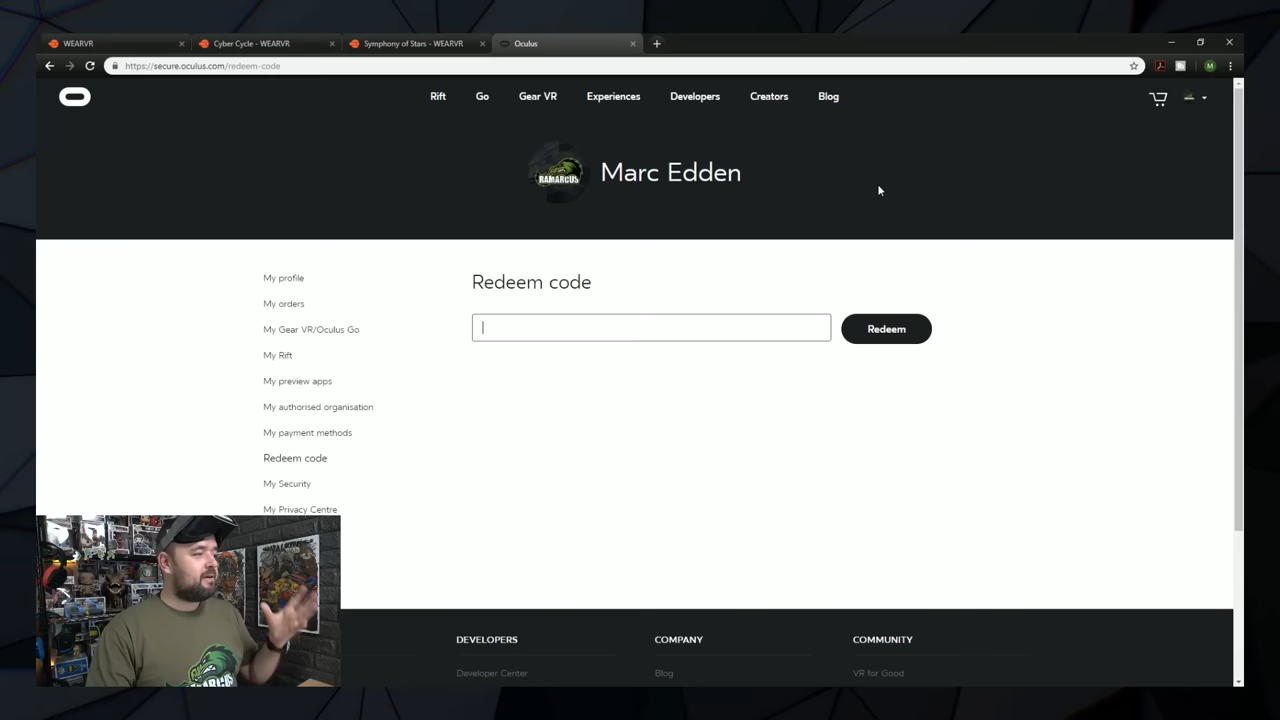 WEARVR
Cyber Cycle - WEARVR
Symphony of Stars - WEARVR
Oculus
https://secure.oculus.com/redeem-code
M
Rift
Go
Gear VR
Experiences
Developers
Creators
Blog
RAMARCUS
Marc Edden
My profile
My orders
My Gear VR/Oculus Go
My Rift
My preview apps
My authorised organisation
My payment methods
Redeem code
My Security
My Privacy Centre
Redeem code
Redeem
DEVELOPERS
Developer Center
COMPANY
Blog
COMMUNITY
VR for Good